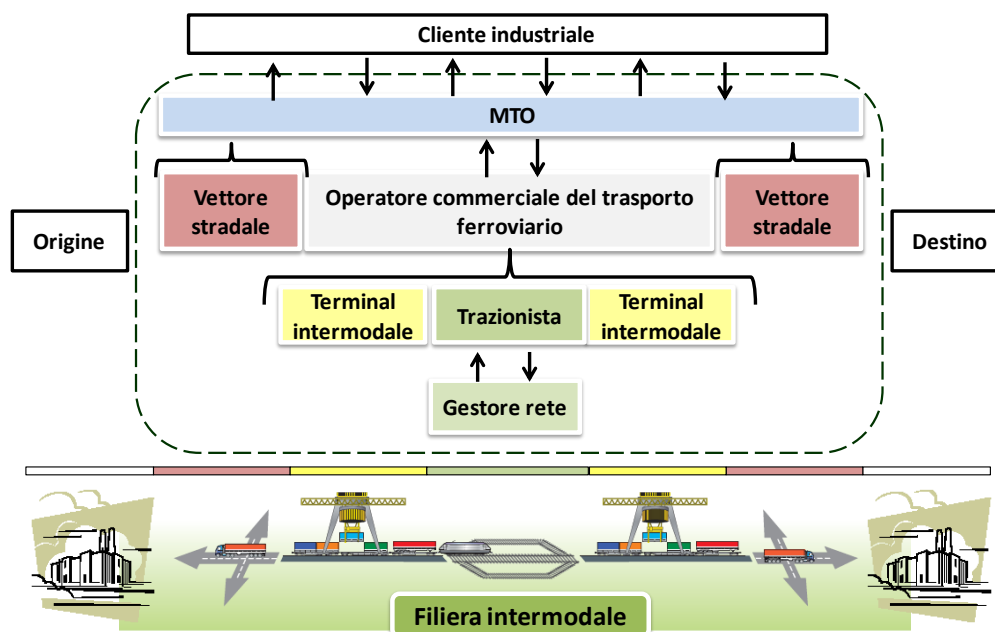 Cliente industriale
MTO
Vettore
stradale
Operatore commerciale del trasporto
ferroviario
Vettore
stradale
Origine
Destino
Terminal
intermodale
Trazionista
Terminal
intermodale
Gestore rete
Filiera intermodale